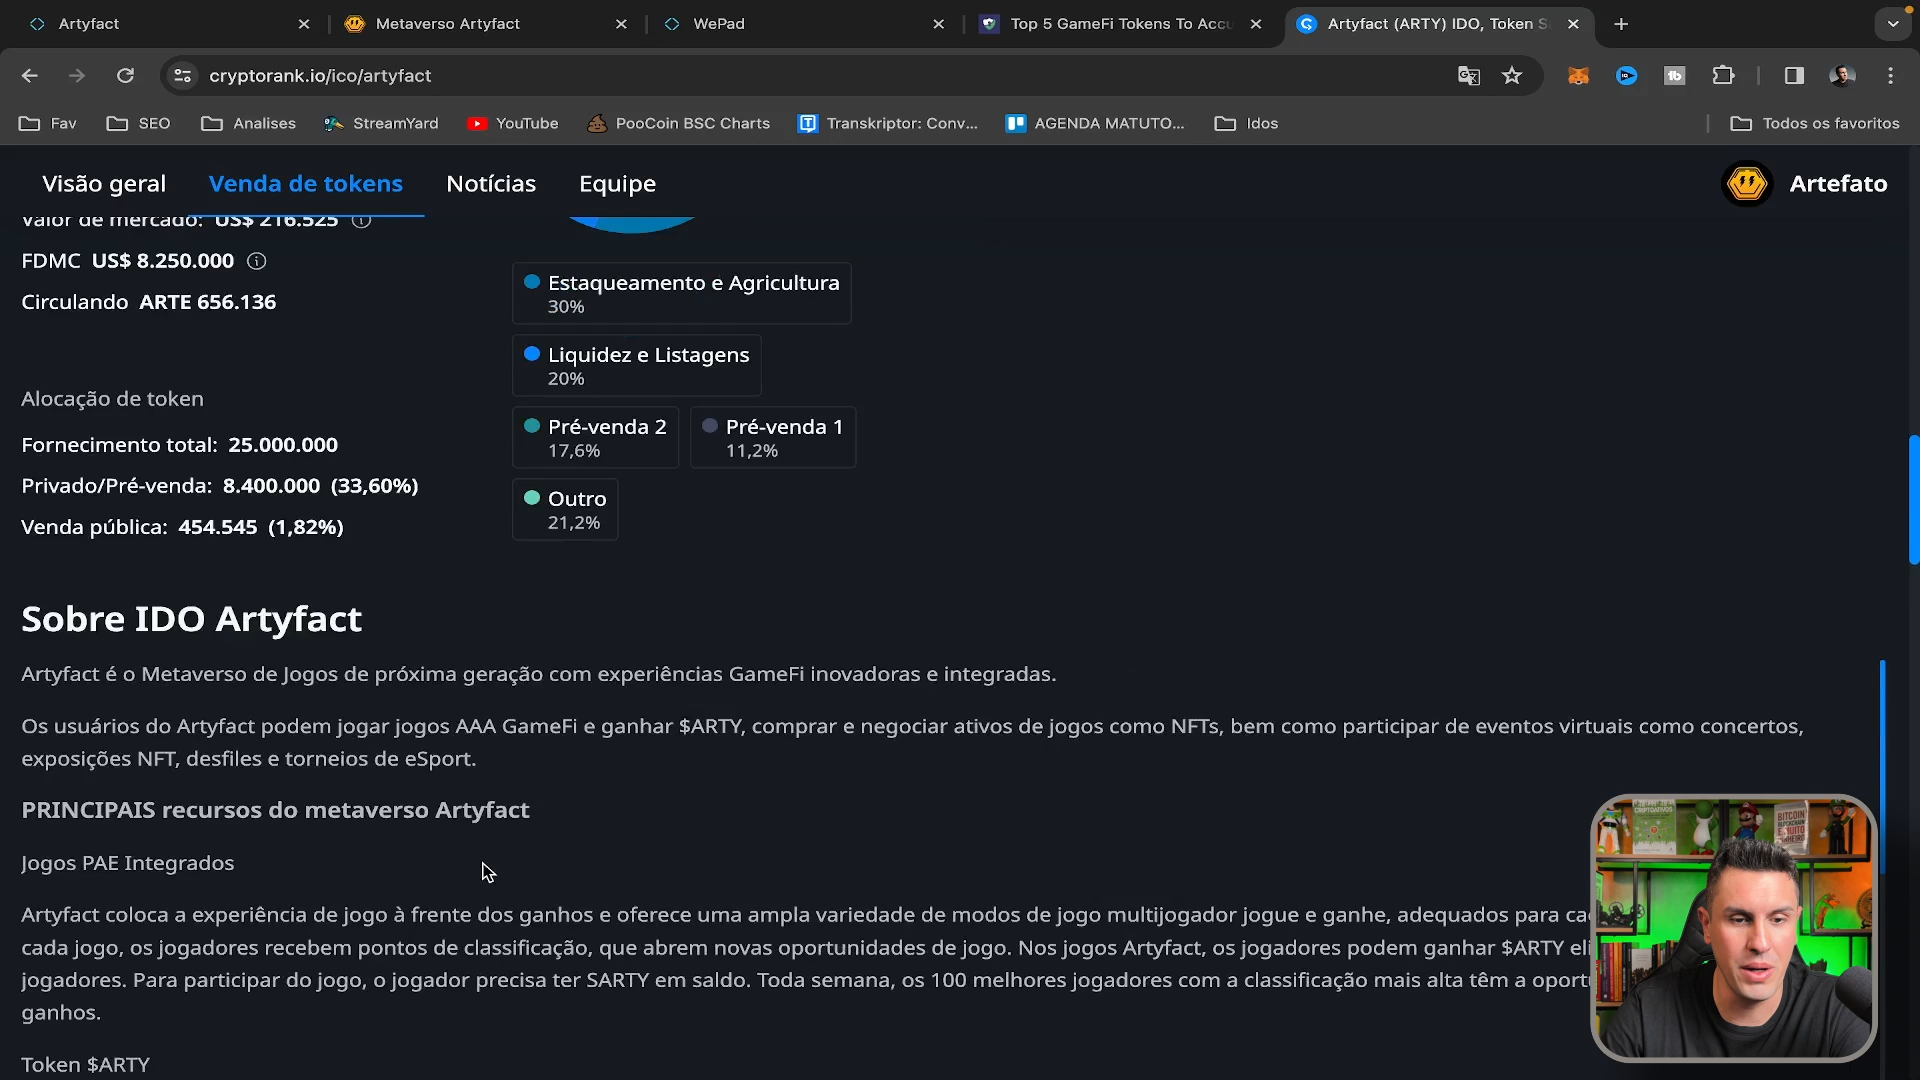 Artyfact
Metaverso Artyfact
WePad
Top 5 GameFi Tokens To Accu
Artyfact (ARTY) IDO, Token S
cryptorank.io/ico/artyfact
Fav
SEO
Analises
StreamYard
YouTube
PooCoin BSC Charts
Transkriptor: Conv...
AGENDA MATUTO...
Idos
Todos os favoritos
Visão geral
Venda de tokens
Notícias
Equipe
Artefato
Valor de mercado: US$ 216.525
FDMC US$ 8.250.000
Circulando ARTE 656.136
Alocação de token
Fornecimento total: 25.000.000
Privado/Pré-venda: 8.400.000 (33,60%)
Venda pública: 454.545 (1,82%)
Estaqueamento e Agricultura
30%
Liquidez e Listagens
20%
Pré-venda 2
17,6%
Pré-venda 1
11,2%
Outro
21,2%
Sobre IDO Artyfact
Artyfact é o Metaverso de Jogos de próxima geração com experiências GameFi inovadoras e integradas.
Os usuários do Artyfact podem jogar jogos AAA GameFi e ganhar $ARTY, comprar e negociar ativos de jogos como NFTs, bem como participar de eventos virtuais como concertos,
exposições NFT, desfiles e torneios de eSport.
PRINCIPAIS recursos do metaverso Artyfact
Jogos PAE Integrados
Artyfact coloca a experiência de jogo à frente dos ganhos e oferece uma ampla variedade de modos de jogo multijogador jogue e ganhe, adequados para ca
cada jogo, os jogadores recebem pontos de classificação, que abrem novas oportunidades de jogo. Nos jogos Artyfact, os jogadores podem ganhar $ARTY eli
jogadores. Para participar do jogo, o jogador precisa ter SARTY em saldo. Toda semana, os 100 melhores jogadores com a classificação mais alta têm a oport
ganhos.
Token $ARTY
BITCOIN